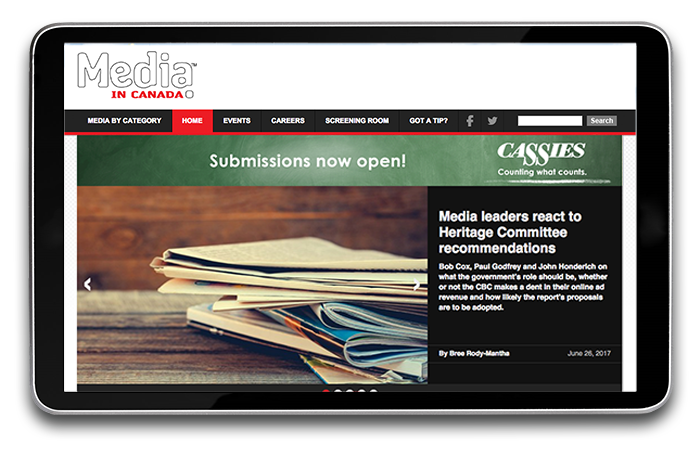 Media™
IN CANADA
MEDIA BY CATEGORY HOME EVENTS CAREERS SCREENING ROOM GOT A TIP? Search
Submissions now open!
CASSIES
Counting what counts.
Media leaders react to
Heritage Committee
recommendations
Bob Cox, Paul Godfrey and John Honderich on
what the government's role should be, whether
or not the CBC makes a dent in their online ad
revenue and how likely the report's proposals
are to be adopted.
By Bree Rody-Mantha June 26, 2017